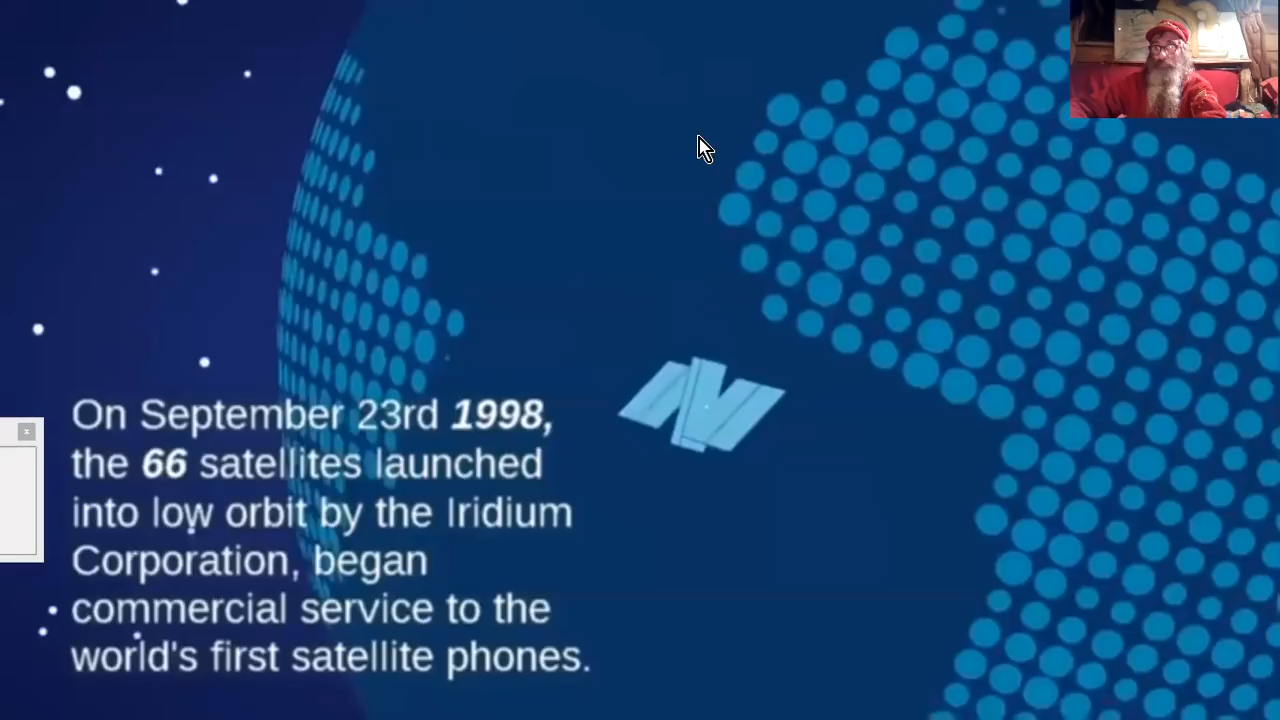 On September 23rd 1998,
the 66 satellites launched
into low orbit by the Iridium
Corporation, began
commercial service to the
world's first satellite phones.